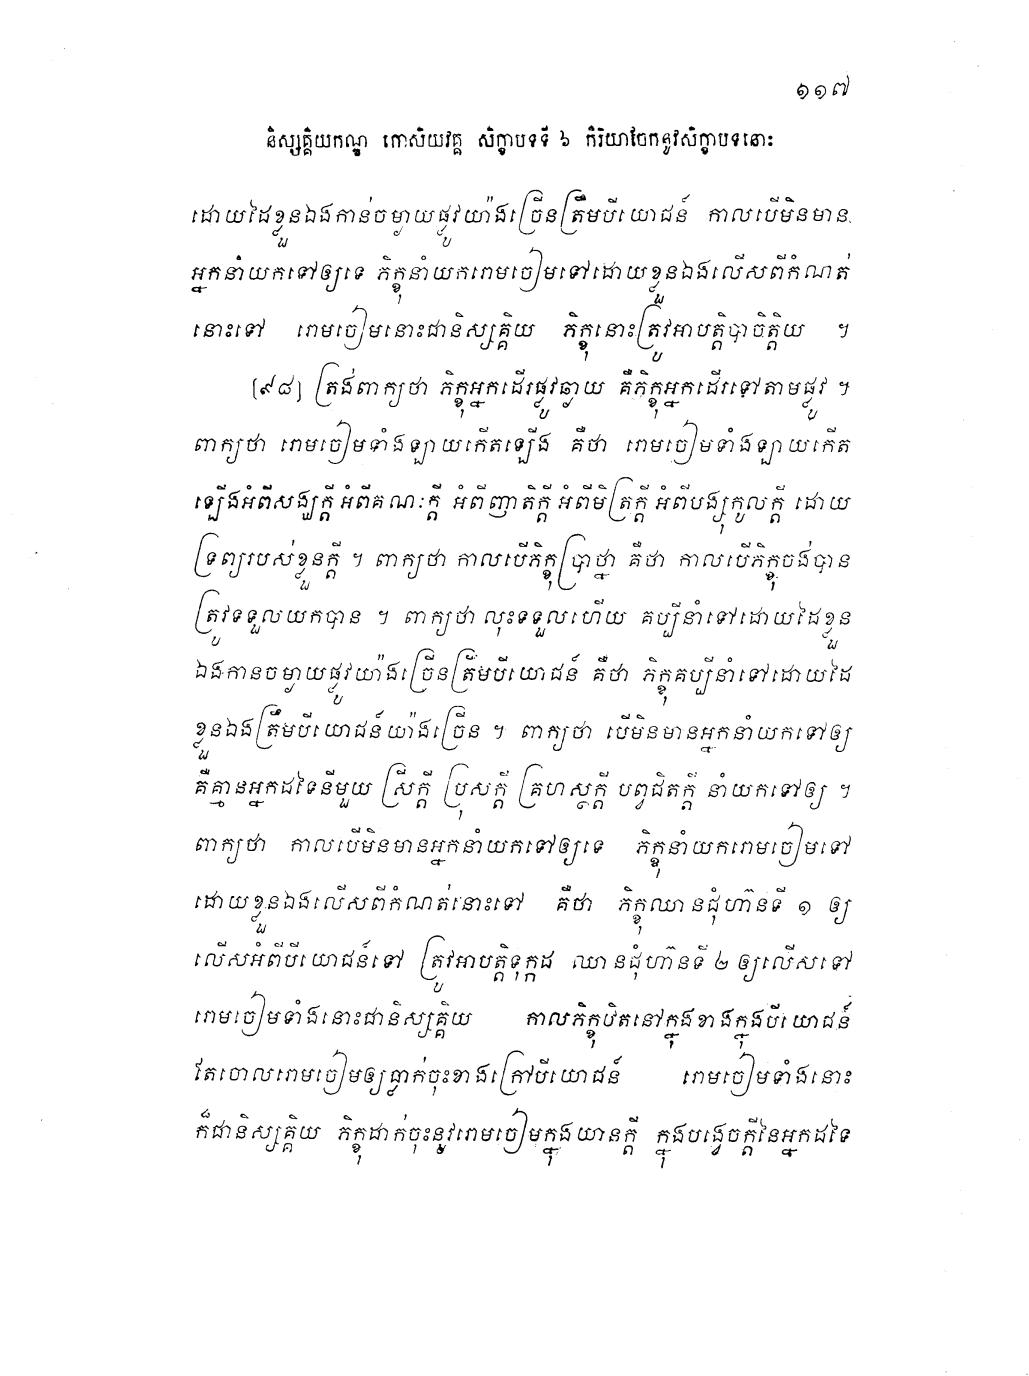 ១១៧
និស្សគ្គិយកណ្ឌ កោសិយវគ្គ សិក្ខាបទទី ៦ កិរិយាចែកនូវសិក្ខាបទនោះ
ដោយដៃខ្លួនឯងកាន់ចម្ងាយផ្លូវយ៉ាងច្រើនត្រឹមបីយោជន៍ កាលបើមិនមាន
អ្នកនាំយកទៅឲ្យទេ ភិក្ខុនាំយករោមចៀមទៅដោយខ្លួនឯងលើសពីកំណត់
នោះទៅ រោមចៀមនោះជានិស្សគ្គិយ ភិក្ខុនោះត្រូវអាបត្តិបាចិត្តិយ ។
[៩៨] ត្រង់ពាក្យថា ភិក្ខុអ្នកដើរផ្លូវឆ្ងាយ គឺភិក្ខុអ្នកដើរទៅតាមផ្លូវ ។
ពាក្យថា រោមចៀមទាំងឡាយកើតឡើង គឺថា រោមចៀមទាំងឡាយកើត
ឡើងអំពីសង្ឃក្តី អំពីគណៈក្តី អំពីញាតិក្តី អំពីមិត្រក្តី អំពីបង្សុកូលក្តី ដោយ
ទ្រព្យរបស់ខ្លួនក្តី ។ ពាក្យថា កាលបើភិក្ខុប្រាថ្នា គឺថា កាលបើភិក្ខុចង់បាន
ត្រូវទទួលយកបាន ។ ពាក្យថា លុះទទួលហើយ គប្បីនាំទៅដោយដៃខ្លួន
ឯងកានចម្ងាយផ្លូវយ៉ាងច្រើនត្រឹមបីយោជន៍ គឺថា ភិក្ខុគប្បីនាំទៅដោយដៃ
ខ្លួនឯងត្រឹមបីយោជន៍យ៉ាងច្រើន ។ ពាក្យថា បើមិនមានអ្នកនាំយកទៅឲ្យ
គឺគ្មានអ្នកដទៃនីមួយ ស្រីក្តី ប្រុសក្តី គ្រហស្ថក្តី បព្វជិតក្តី នាំយកទៅឲ្យ ។
ពាក្យថា កាលបើមិនមានអ្នកនាំយកទៅឲ្យទេ ភិក្ខុនាំយករោមចៀមទៅ
ដោយខ្លួនឯងលើសពីកំណត់នោះទៅ គឺថា ភិក្ខុឈានជុំហ៊ានទី ១ ឲ្យ
លើសអំពីបីយោជន៍ទៅ ត្រូវអាបត្តិទុក្កដ ឈានជុំហ៊ានទី ២ ឲ្យលើសទៅ
រោមចៀមទាំងនោះជានិស្សគ្គិយ កាលភិក្ខុឋិតនៅក្នុងខាងក្នុងបីយោជន៍
តែចោលរោមចៀមឲ្យធ្លាក់ចុះខាងក្រៅបីយោជន៍ រោមចៀមទាំងនោះ
ក៏ជានិស្សគ្គិយ ភិក្ខុដាក់ចុះនូវរោមចៀមក្នុងយានក្តី ក្នុងបង្វេចក្តីនៃអ្នកដទៃ